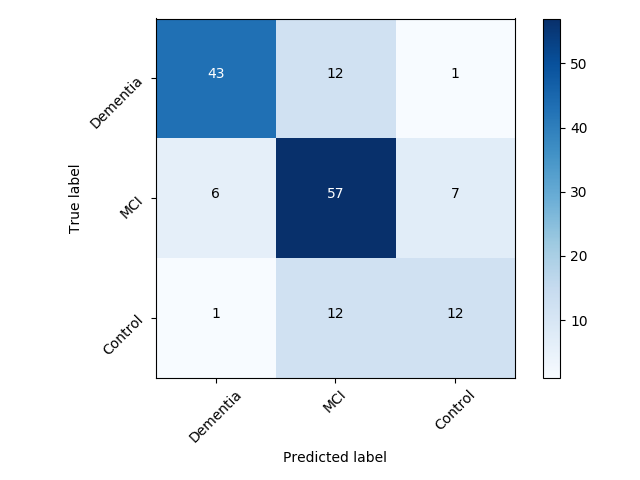 Dementia 43 12 1
MCI 6 57 7
Control 1 12 12
Dementia MCI Control
True label
Predicted label
50
40
30
20
10